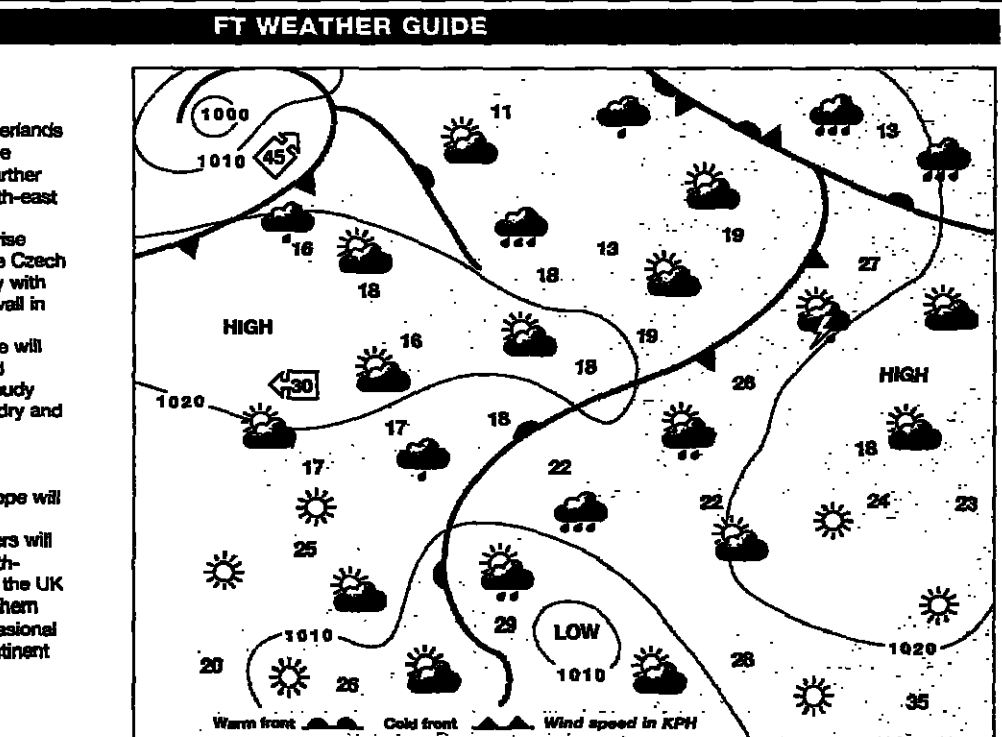 FT WEATHER GUIDE
erlands
e
rther
th-east
rise
e Czech
y with
vall in
e will
d
udy
dry and
ope will
ers will
th-
the UK
hern
asional
tinent
1000
11
13
1010
45
16
18
13
19
27
18
HIGH
16
19
18
26
HIGH
30
1020
17
18
18
17
22
22
24
23
25
1010
29
LOW
1010
1020
20
26
28
35
Warm front
Cold front
Wind speed in KPH